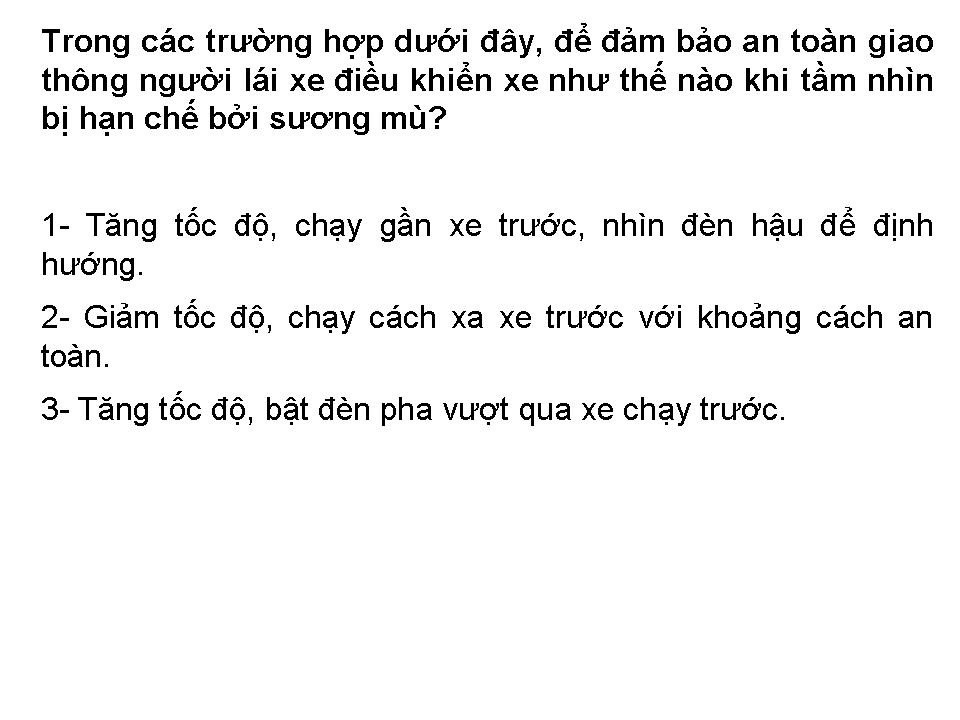 Trong các trường hợp dưới đây, để đảm bảo an toàn giao
thông người lái xe điều khiển xe như thế nào khi tầm nhìn
bị hạn chế bởi sương mù?
1- Tăng tốc độ, chạy gần xe trước, nhìn đèn hậu để định
hướng.
2- Giảm tốc độ, chạy cách xa xe trước với khoảng cách an
toàn.
3- Tăng tốc độ, bật đèn pha vượt qua xe chạy trước.